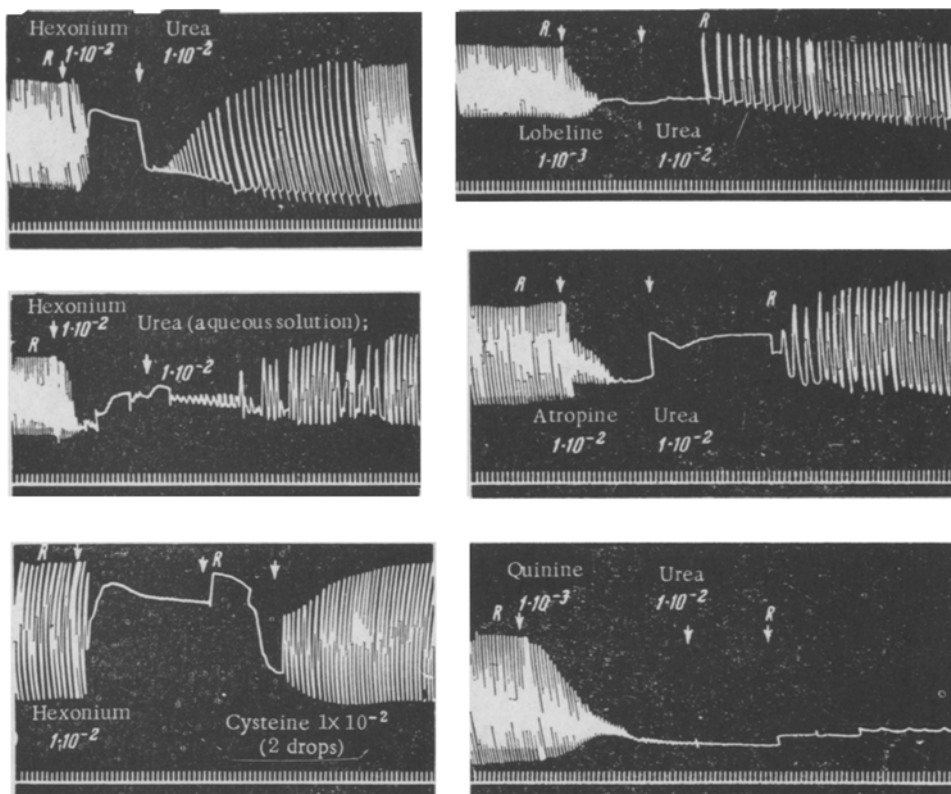 Hexonium Urea
R 1·10⁻² 1·10⁻²
R
Lobeline Urea
1·10⁻³ 1·10⁻²
R
Hexonium
1·10⁻²
R
Urea (aqueous solution);
1·10⁻²
R
R
Atropine Urea
1·10⁻² 1·10⁻²
R
R
Hexonium
1·10⁻²
Cysteine 1x 10⁻²
(2 drops)
Quinine Urea
1·10⁻³ 1·10⁻²
R
R